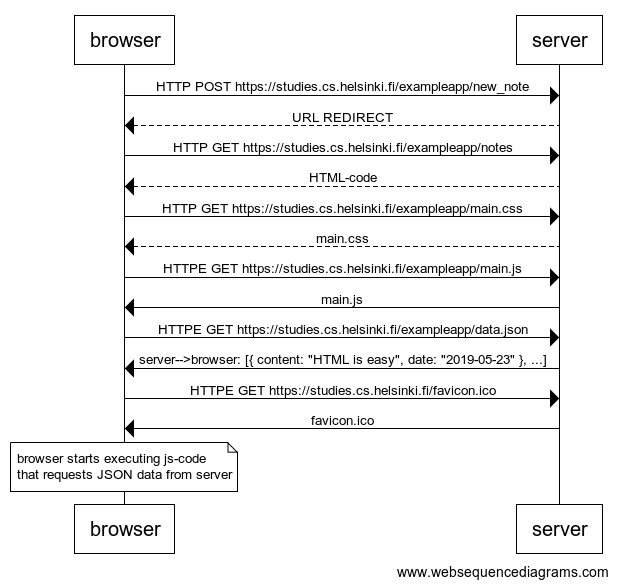 browser
server
HTTP POST https://studies.cs.helsinki.fi/exampleapp/new_note
URL REDIRECT
HTTP GET https://studies.cs.helsinki.fi/exampleapp/notes
HTML-code
HTTP GET https://studies.cs.helsinki.fi/exampleapp/main.css
main.css
HTTPE GET https://studies.cs.helsinki.fi/exampleapp/main.js
main.js
HTTPE GET https://studies.cs.helsinki.fi/exampleapp/data.json
server-->browser: [{ content: "HTML is easy", date: "2019-05-23" }, ...]
HTTPE GET https://studies.cs.helsinki.fi/favicon.ico
favicon.ico
browser starts executing js-code
that requests JSON data from server
browser
server
www.websequencediagrams.com